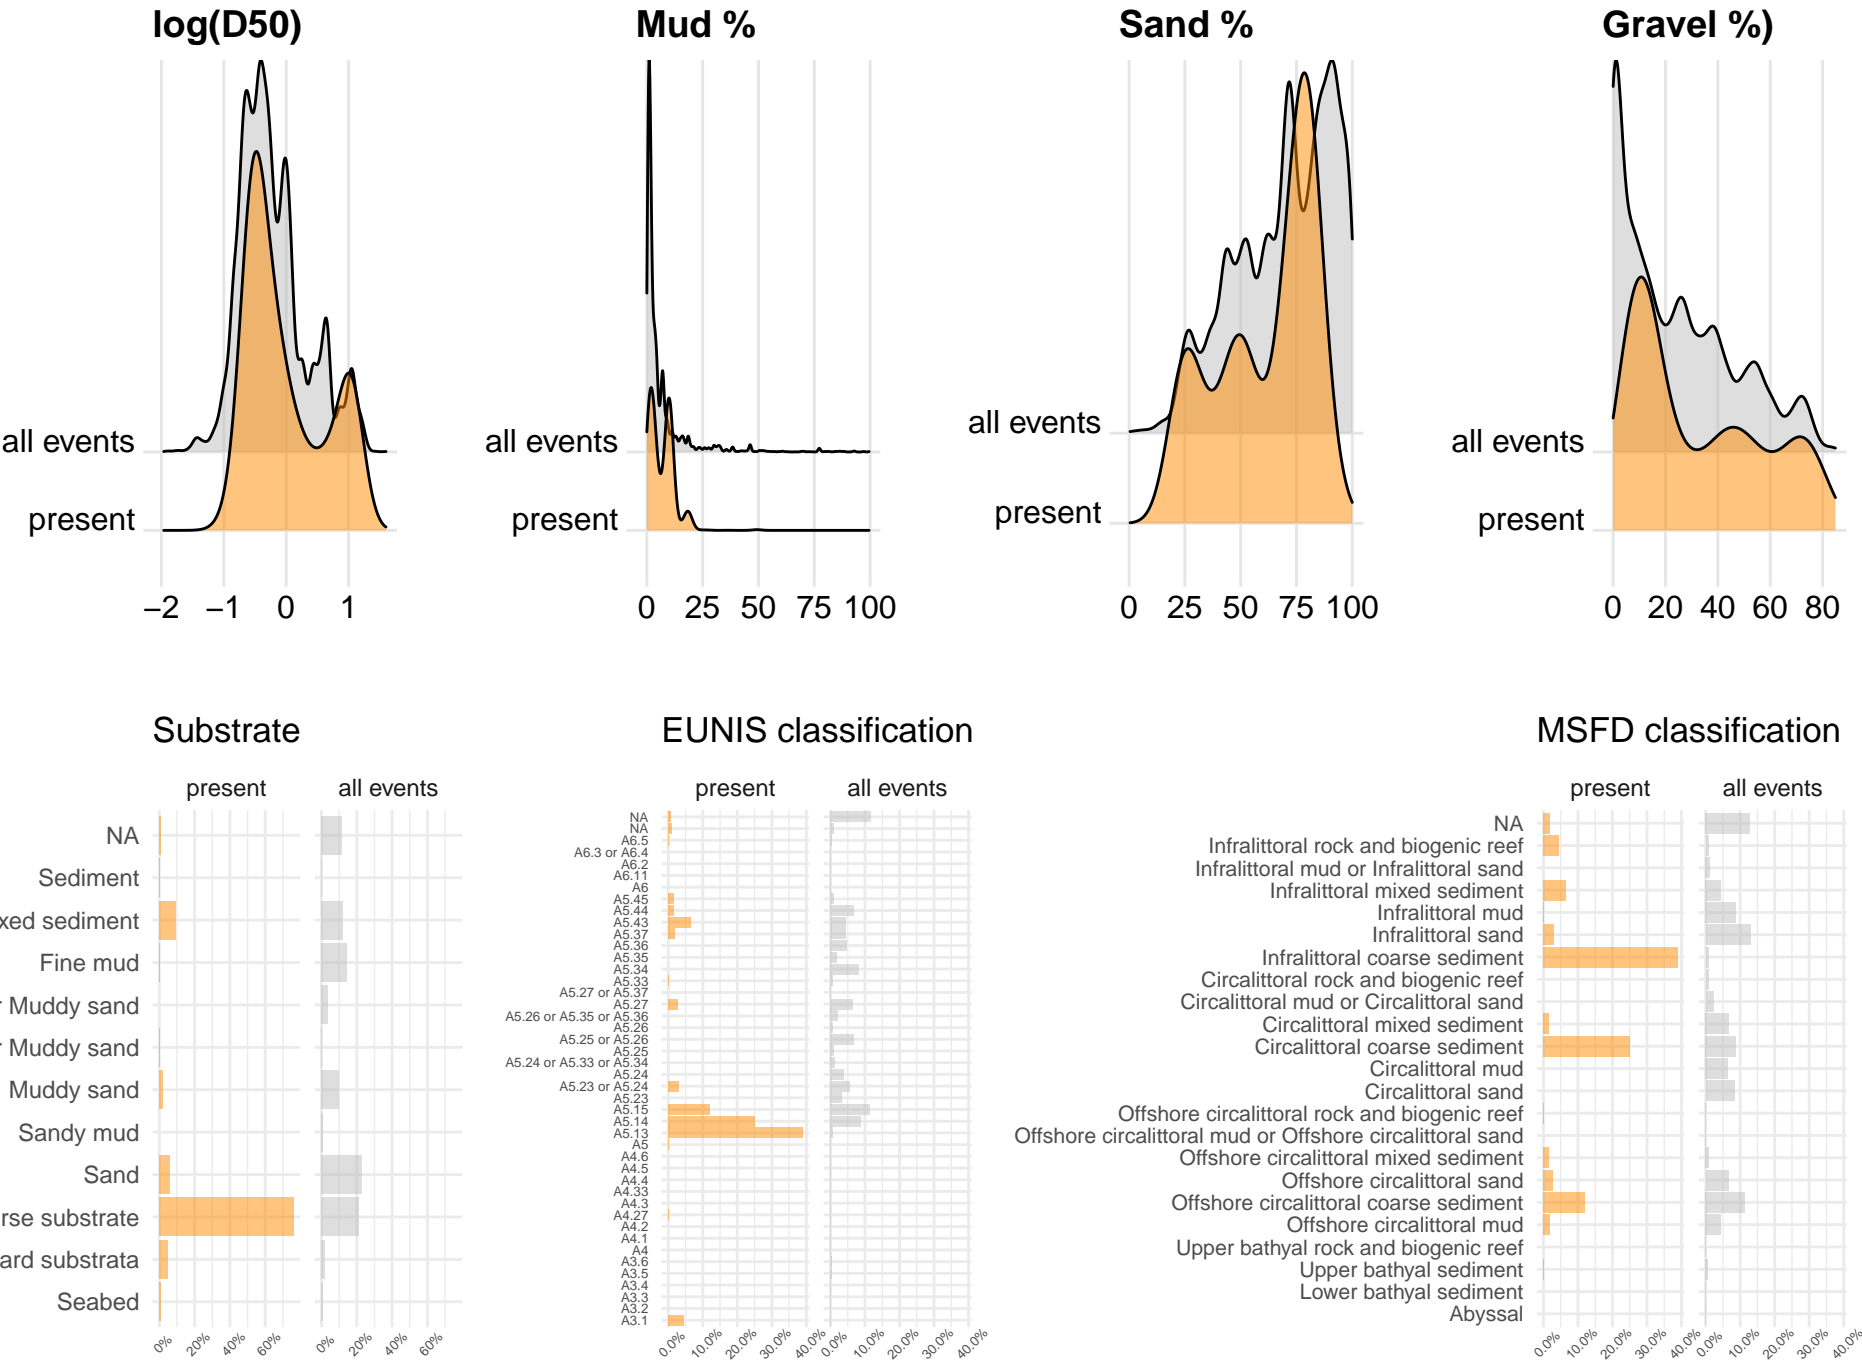 log(D50)
Mud %
Sand %
Gravel %)
all events
present
−2 −1 0 1
all events
present
0 25 50 75 100
all events
present
0 25 50 75 100
all events
present
0 20 40 60 80
Substrate
present
all events
NA
Sediment
xed sediment
Fine mud
r Muddy sand
r Muddy sand
Muddy sand
Sandy mud
Sand
rse substrate
ard substrata
Seabed
0% 20% 40% 60%
0% 20% 40% 60%
EUNIS classification
present
all events
NA
NA
A6.5
A6.3 or A6.4
A6.2
A6.11
A6
A5.45
A5.44
A5.43
A5.37
A5.36
A5.35
A5.34
A5.33
A5.27 or A5.37
A5.27
A5.26 or A5.35 or A5.36
A5.26
A5.25 or A5.26
A5.25
A5.24 or A5.33 or A5.34
A5.24
A5.23 or A5.24
A5.23
A5.15
A5.14
A5.13
A5
A4.6
A4.5
A4.4
A4.33
A4.3
A4.27
A4.2
A4.1
A4
A3.6
A3.5
A3.4
A3.3
A3.2
A3.1
0.0% 10.0% 20.0% 30.0% 40.0%
0.0% 10.0% 20.0% 30.0% 40.0%
MSFD classification
present
all events
NA
Infralittoral rock and biogenic reef
Infralittoral mud or Infralittoral sand
Infralittoral mixed sediment
Infralittoral mud
Infralittoral sand
Infralittoral coarse sediment
Circalittoral rock and biogenic reef
Circalittoral mud or Circalittoral sand
Circalittoral mixed sediment
Circalittoral coarse sediment
Circalittoral mud
Circalittoral sand
Offshore circalittoral rock and biogenic reef
Offshore circalittoral mud or Offshore circalittoral sand
Offshore circalittoral mixed sediment
Offshore circalittoral sand
Offshore circalittoral coarse sediment
Offshore circalittoral mud
Upper bathyal rock and biogenic reef
Upper bathyal sediment
Lower bathyal sediment
Abyssal
0.0% 10.0% 20.0% 30.0% 40.0%
0.0% 10.0% 20.0% 30.0% 40.0%